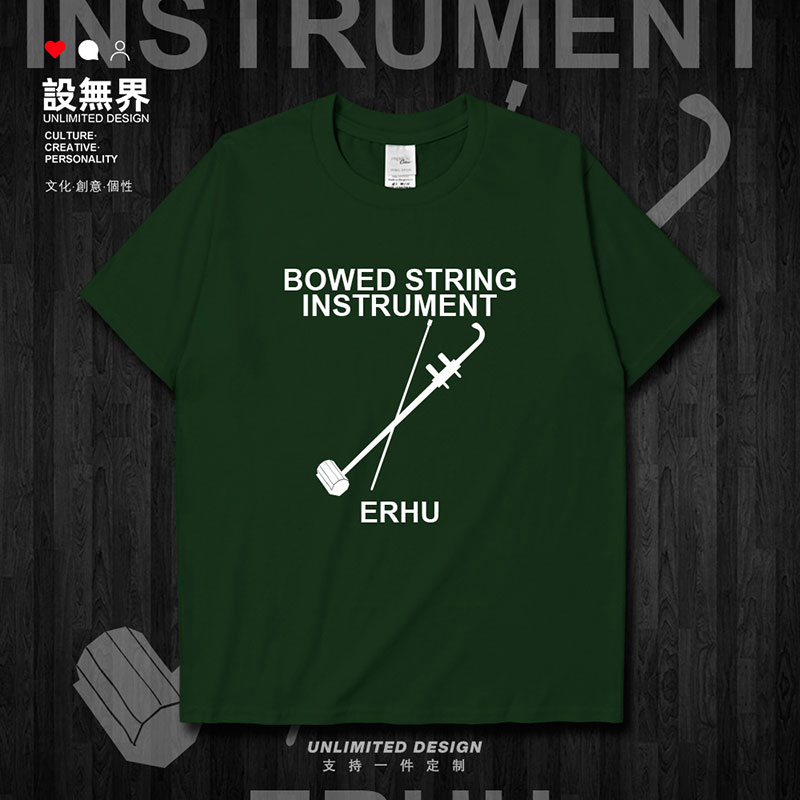 INSTRUMENT
設無界
UNLIMITED DESIGN
CULTURE·
CREATIVE·
PERSONALITY
文化·創意·個性
BOWED STRING
INSTRUMENT
ERHU
UNLIMITED DESIGN
支持一件定制
ERHU